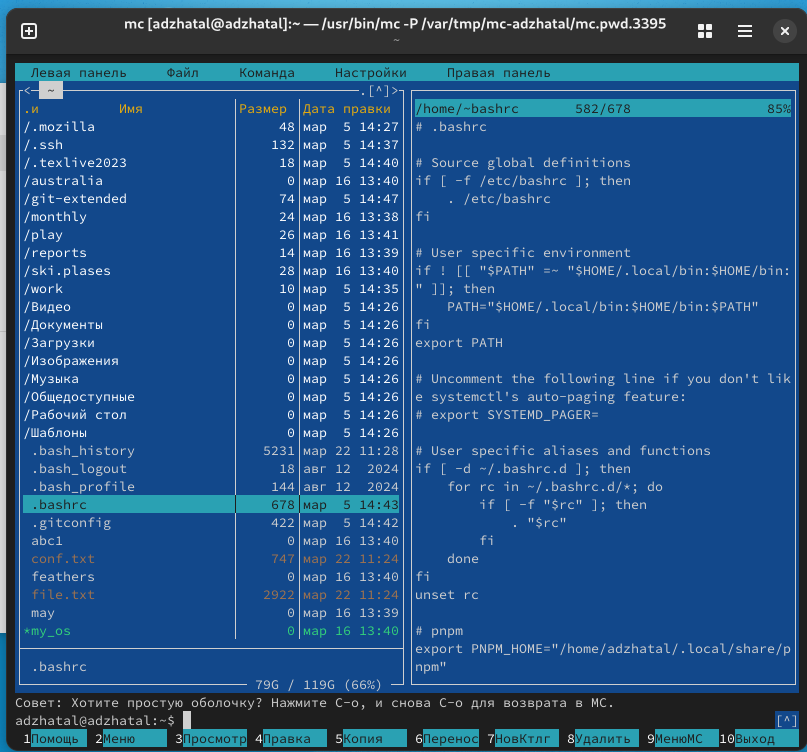 mc [adzhatal@adzhatal]:~ — /usr/bin/mc -P /var/tmp/mc-adzhatal/mc.pwd.3395
~
Левая панель Файл Команда Настройки Правая панель
<─ ~ ─.[^]>
.и Имя Размер Дата правки
/.mozilla 48 мар 5 14:27
/.ssh 132 мар 5 14:37
/.texlive2023 18 мар 5 14:40
/australia 0 мар 16 13:40
/git-extended 74 мар 5 14:47
/monthly 24 мар 16 13:38
/play 26 мар 16 13:41
/reports 14 мар 16 13:39
/ski.plases 28 мар 16 13:40
/work 10 мар 5 14:35
/Видео 0 мар 5 14:26
/Документы 0 мар 5 14:26
/Загрузки 0 мар 5 14:26
/Изображения 0 мар 5 14:26
/Музыка 0 мар 5 14:26
/Общедоступные 0 мар 5 14:26
/Рабочий стол 0 мар 5 14:26
/Шаблоны 0 мар 5 14:26
.bash_history 5231 мар 22 11:28
.bash_logout 18 авг 12 2024
.bash_profile 144 авг 12 2024
.bashrc 678 мар 5 14:43
.gitconfig 422 мар 5 14:42
abc1 0 мар 16 13:40
conf.txt 747 мар 22 11:24
feathers 0 мар 16 13:40
file.txt 2922 мар 22 11:24
may 0 мар 16 13:39
*my_os 0 мар 16 13:40
.bashrc
79G / 119G (66%)
/home/~bashrc 582/678 85%
# .bashrc
# Source global definitions
if [ -f /etc/bashrc ]; then
. /etc/bashrc
fi
# User specific environment
if ! [[ "$PATH" =~ "$HOME/.local/bin:$HOME/bin:
" ]]; then
PATH="$HOME/.local/bin:$HOME/bin:$PATH"
fi
export PATH
# Uncomment the following line if you don't lik
e systemctl's auto-paging feature:
# export SYSTEMD_PAGER=
# User specific aliases and functions
if [ -d ~/.bashrc.d ]; then
for rc in ~/.bashrc.d/*; do
if [ -f "$rc" ]; then
. "$rc"
fi
done
fi
unset rc
# pnpm
export PNPM_HOME="/home/adzhatal/.local/share/p
npm"
Совет: Хотите простую оболочку? Нажмите C-o, и снова C-o для возврата в MC.
adzhatal@adzhatal:~$ [^]
1Помощь 2Меню 3Просмотр 4Правка 5Копия 6Перенос 7НовКтлг 8Удалить 9МенюMC 10Выход